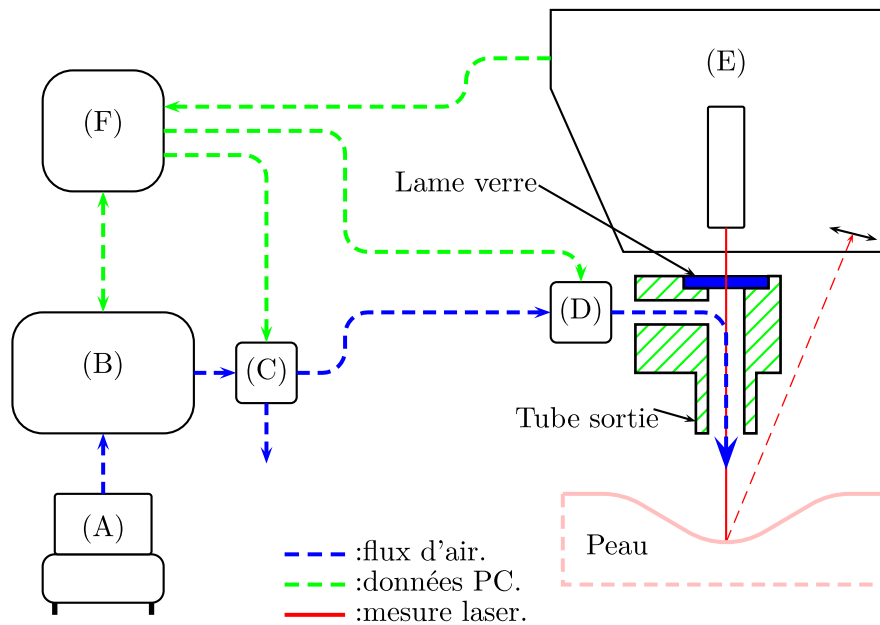 (E)
(F)
Lame verre
(D)
(B)
(C)
Tube sortie
(A)
Peau
:flux d'air.
:données PC.
:mesure laser.